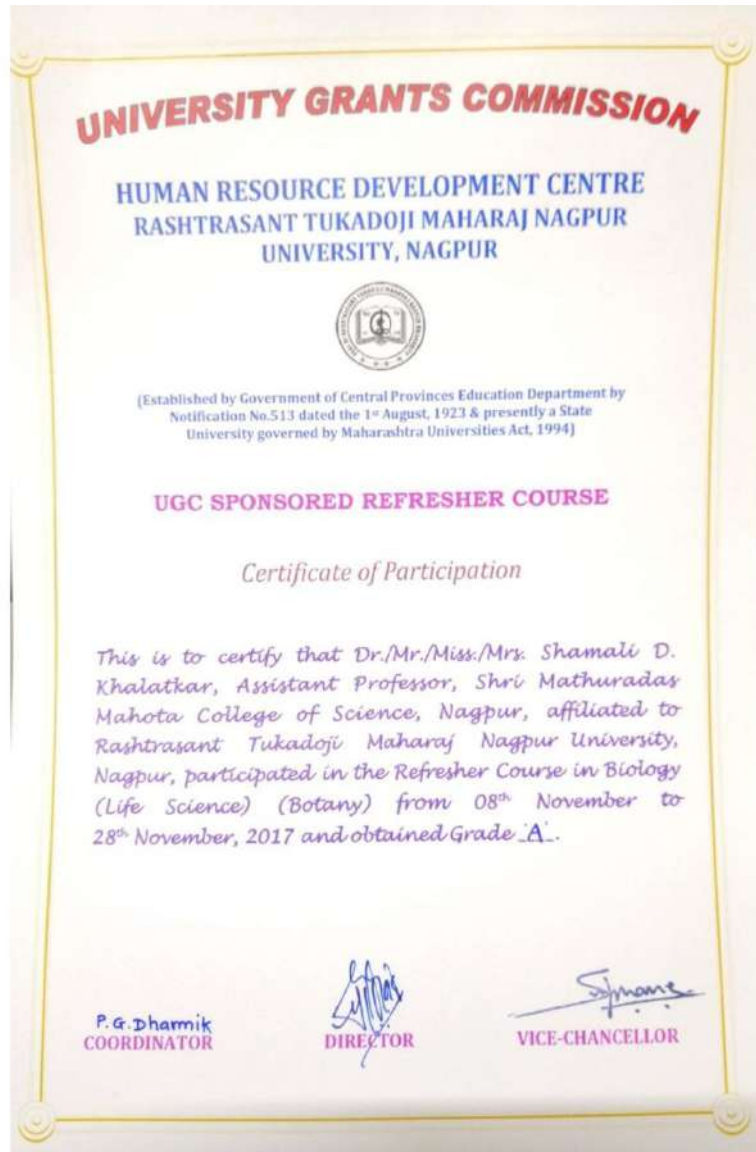 UNIVERSITY GRANTS COMMISSION
HUMAN RESOURCE DEVELOPMENT CENTRE
RASHTRASANT TUKADOJI MAHARAJ NAGPUR
UNIVERSITY, NAGPUR
(Established by Government of Central Provinces Education Department by
Notification No.513 dated the 1st August, 1923 & presently a State
University governed by Maharashtra Universities Act, 1994)
UGC SPONSORED REFRESHER COURSE
Certificate of Participation
This is to certify that Dr./Mr./Miss./Mrs. Shamali D.
Khalatkar, Assistant Professor, Shri Mathuradas
Mahota College of Science, Nagpur, affiliated to
Rashtrasant Tukadoji Maharaj Nagpur University,
Nagpur, participated in the Refresher Course in Biology
(Life Science) (Botany) from 08th November to
28th November, 2017 and obtained Grade 'A'.
P.G.Dharmik
COORDINATOR
DIRECTOR
VICE-CHANCELLOR